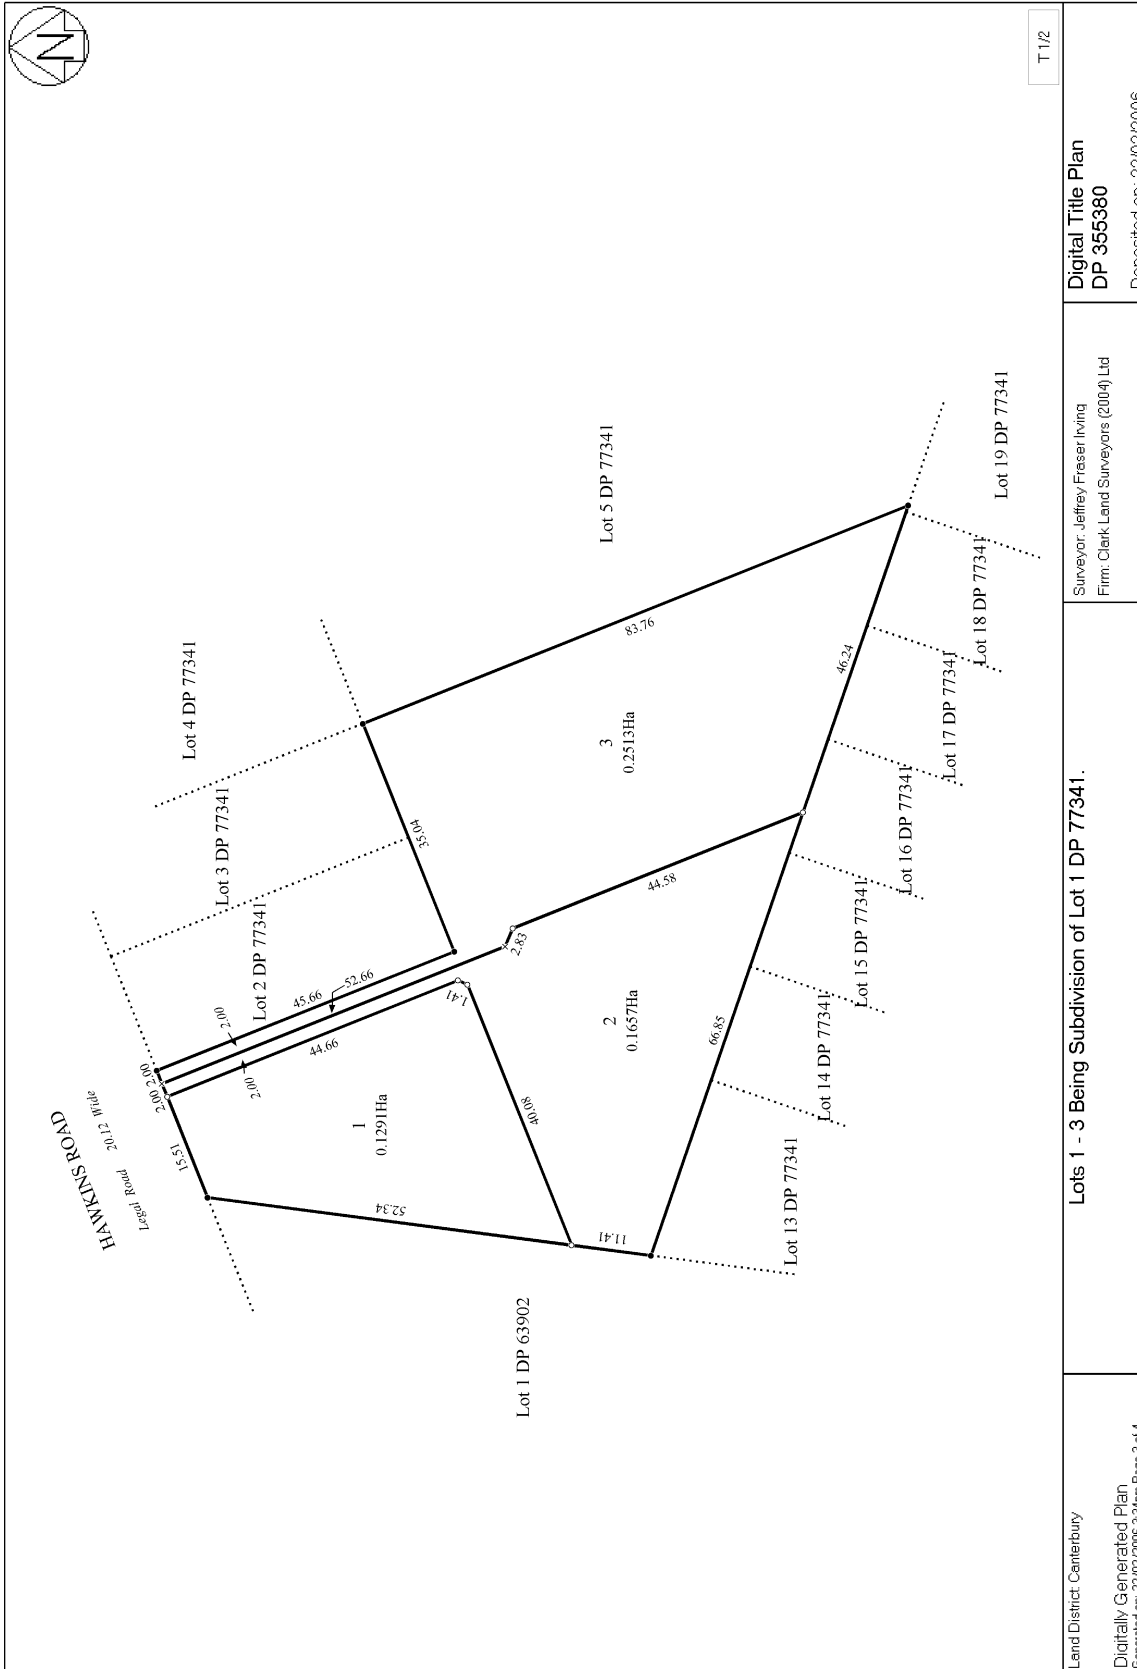 N
T 1/2
HAWKINS ROAD
Legal Road 20.12 Wide
Lot 4 DP 77341
Lot 3 DP 77341
Lot 2 DP 77341
Lot 5 DP 77341
2.00
2.00
15.51
2.00
2.00
45.66
52.66
44.66
1.41
2.83
35.04
83.76
44.58
46.24
66.85
40.08
52.34
11.41
1
0.1291Ha
2
0.1657Ha
3
0.2513Ha
Lot 1 DP 63902
Lot 13 DP 77341
Lot 14 DP 77341
Lot 15 DP 77341
Lot 16 DP 77341
Lot 17 DP 77341
Lot 18 DP 77341
Lot 19 DP 77341
Land District: Canterbury
Digitally Generated Plan
Lots 1 - 3 Being Subdivision of Lot 1 DP 77341.
Surveyor: Jeffrey Fraser Irving
Firm: Clark Land Surveyors (2004) Ltd
Digital Title Plan
DP 355380
Deposited on: 22/02/2006